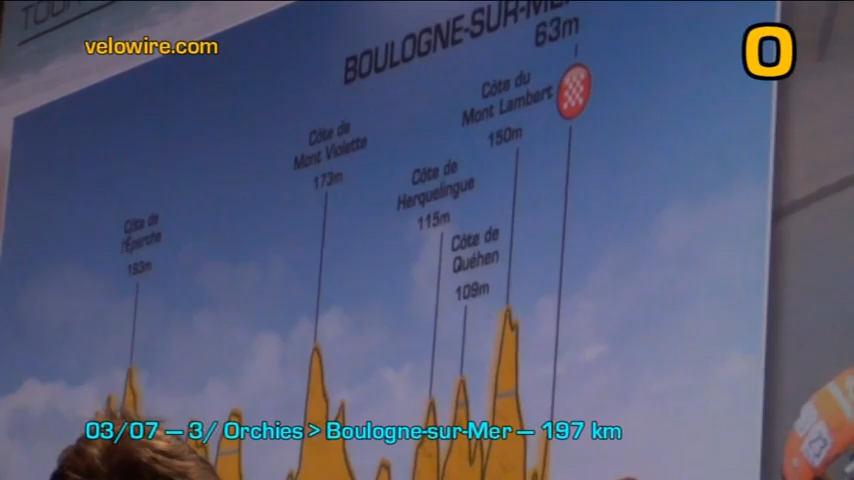 velowire.com
BOULOGNE-SUR-MER
63m
Côte du
Mont Lambert
150m
Côte de
Mont Violette
173m
Côte de
Herquelingue
115m
Côte de
l'Éperche
193m
Côte de
Quéhen
109m
03/07 – 3/ Orchies > Boulogne-sur-Mer – 197 km